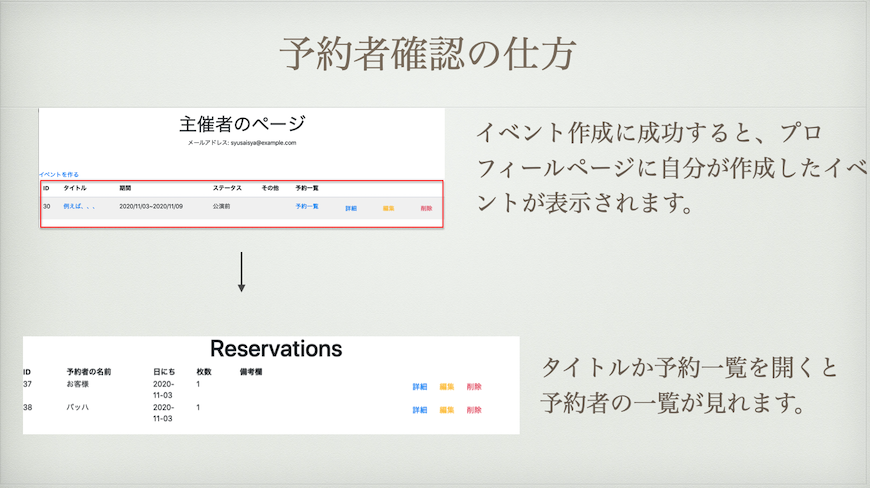 予約者確認の仕方
主催者のページ
メールアドレス: syusaisya@example.com
イベントを作る
ID タイトル 期間 ステータス その他 予約一覧
30 例えば、、、 2020/11/03~2020/11/09 公演前 予約一覧 詳細 編集 削除
イベント作成に成功すると、プロ
フィールページに自分が作成したイベ
ントが表示されます。
Reservations
ID 予約者の名前 日にち 枚数 備考欄
37 お客様 2020- 1 詳細 編集 削除
11-03
38 バッハ 2020- 1 詳細 編集 削除
11-03
タイトルか予約一覧を開くと
予約者の一覧が見れます。